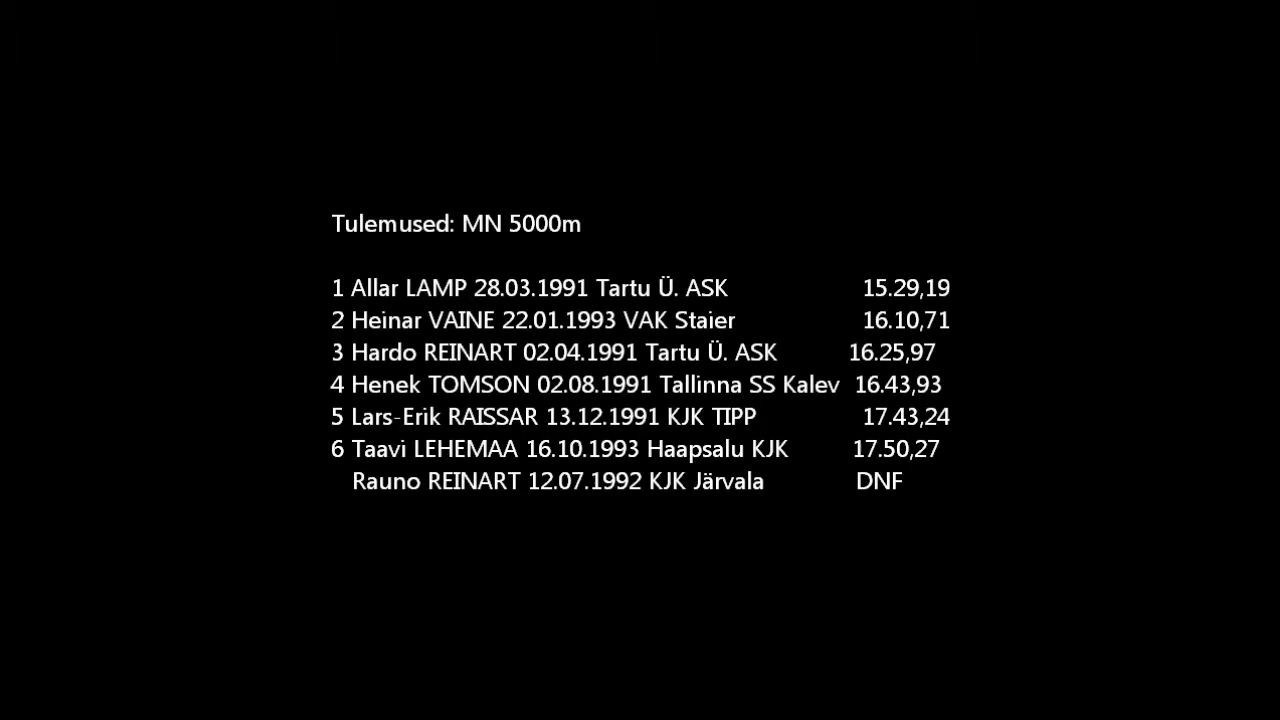 Tulemused: MN 5000m
1 Allar LAMP 28.03.1991 Tartu Ü. ASK 15.29,19
2 Heinar VAINE 22.01.1993 VAK Staier 16.10,71
3 Hardo REINART 02.04.1991 Tartu Ü. ASK 16.25,97
4 Henek TOMSON 02.08.1991 Tallinna SS Kalev 16.43,93
5 Lars-Erik RAISSAR 13.12.1991 KJK TIPP 17.43,24
6 Taavi LEHEMAA 16.10.1993 Haapsalu KJK 17.50,27
Rauno REINART 12.07.1992 KJK Järvala DNF